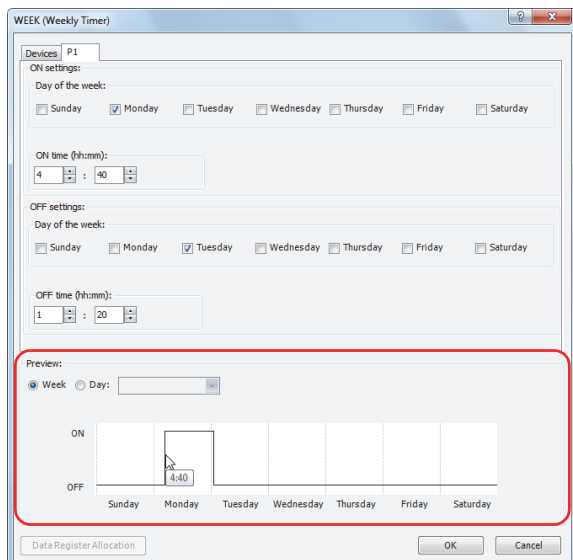 WEEK (Weekly Timer)
Devices P1
ON settings:
Day of the week:
Sunday Monday Tuesday Wednesday Thursday Friday Saturday
ON time (hh:mm):
4 : 40
OFF settings:
Day of the week:
Sunday Monday Tuesday Wednesday Thursday Friday Saturday
OFF time (hh:mm):
1 : 20
Preview:
Week Day:
ON
4:40
OFF
Sunday Monday Tuesday Wednesday Thursday Friday Saturday
Data Register Allocation OK Cancel